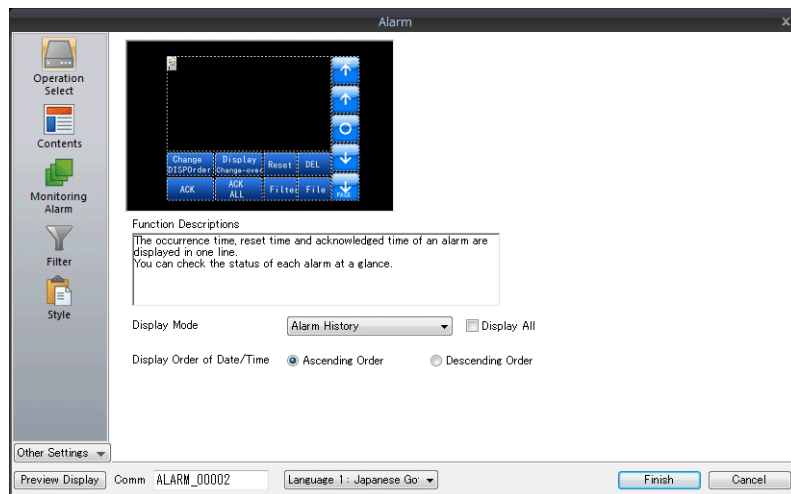 Alarm
x
Operation
Select
Contents
Monitoring
Alarm
Filter
Style
Other Settings
PAGE
Change
DISPOrder
Display
Change-over
Reset
DEL
ACK
ACK
ALL
Filter
File
PAGE
Function Descriptions
The occurrence time, reset time and acknowledged time of an alarm are
displayed in one line.
You can check the status of each alarm at a glance.
Display Mode
Alarm History
Display All
Display Order of Date/Time
Ascending Order
Descending Order
Preview Display
Comm
ALARM_00002
Language 1 : Japanese Go
Finish
Cancel